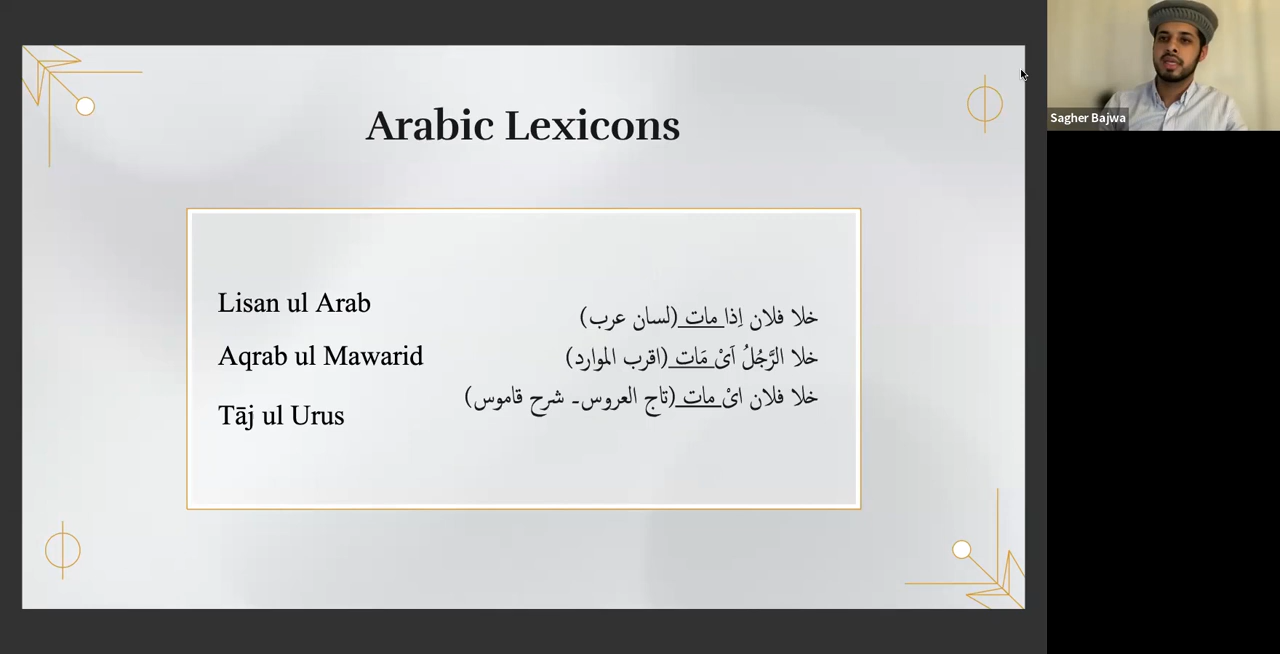 Arabic Lexicons
Lisan ul Arab
Aqrab ul Mawarid
Tāj ul Urus
خلا فلان اِذا مات (لسان عرب)
خلا الرَّجُلُ اَیْ مَات (اقرب الموارد)
خلا فلان ایْ مات (تاج العروس۔ شرح قاموس)
Sagher Bajwa